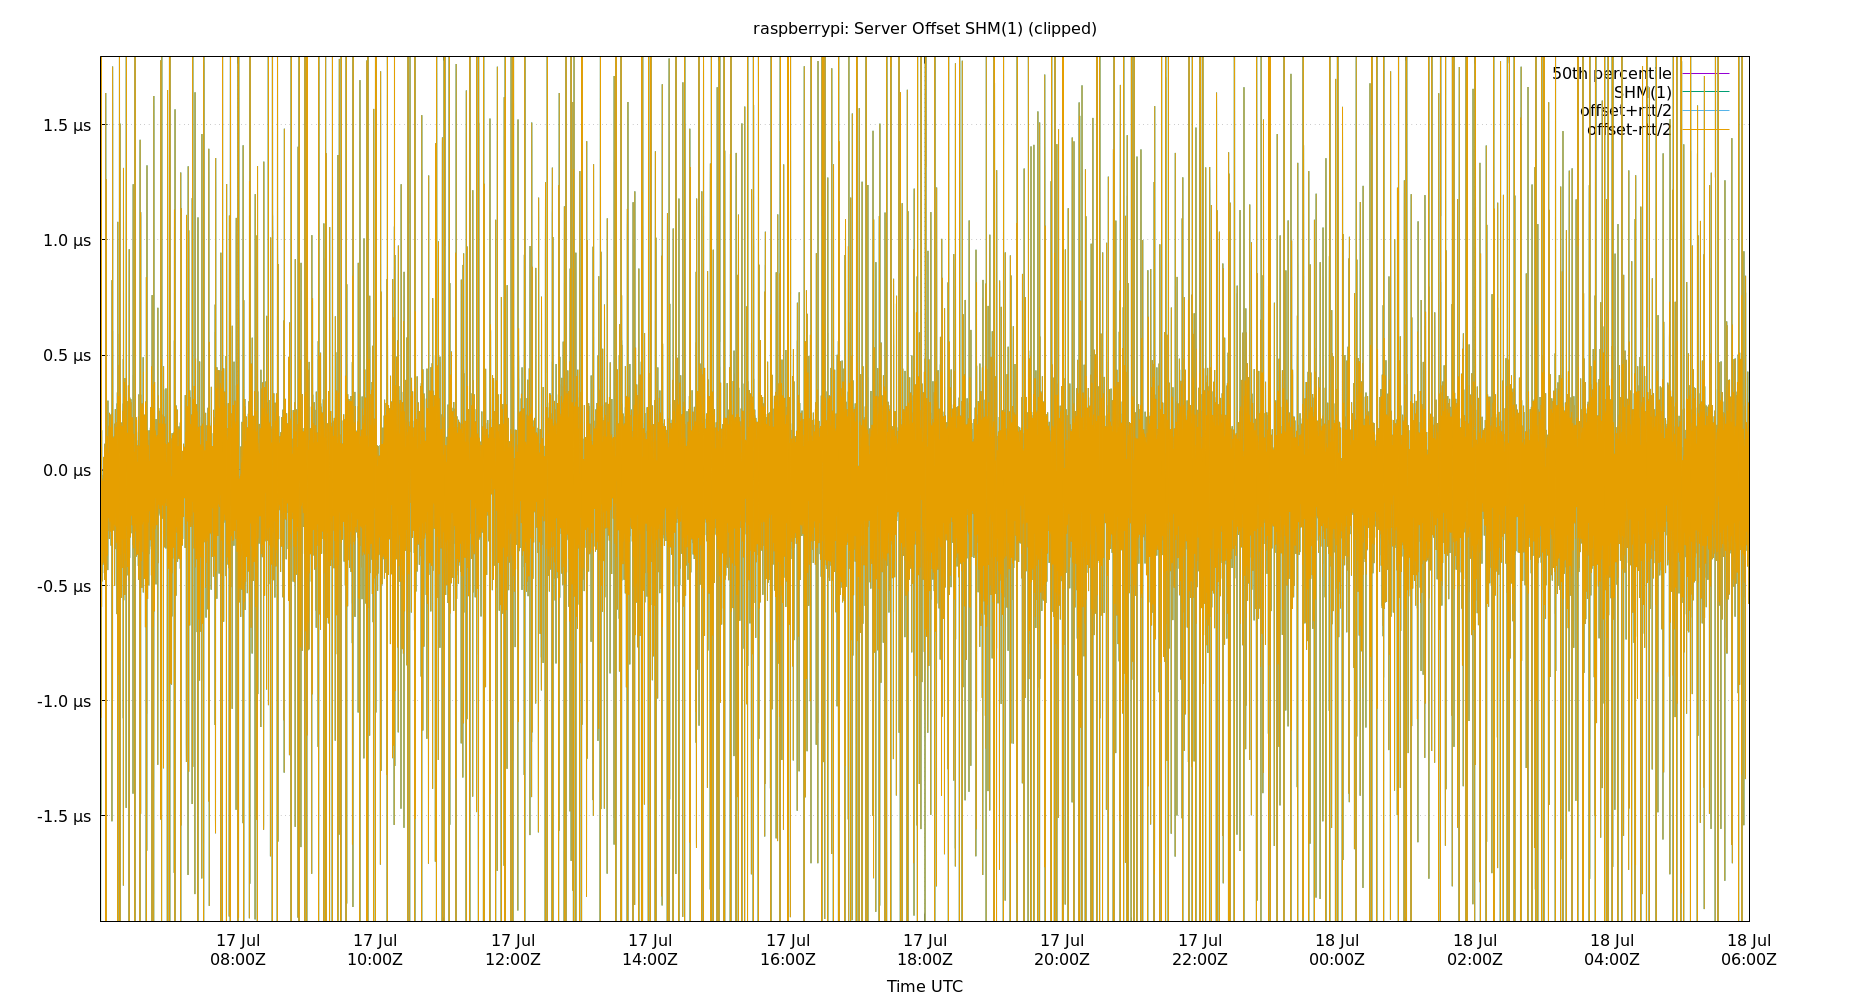 raspberrypi: Server Offset SHM(1) (clipped)
50th percentile
SHM(1)
offset+rtt/2
offset-rtt/2
1.5 µs
1.0 µs
0.5 µs
0.0 µs
-0.5 µs
-1.0 µs
-1.5 µs
17 Jul 17 Jul 17 Jul 17 Jul 17 Jul 17 Jul 17 Jul 17 Jul 18 Jul 18 Jul 18 Jul 18 Jul
08:00Z 10:00Z 12:00Z 14:00Z 16:00Z 18:00Z 20:00Z 22:00Z 00:00Z 02:00Z 04:00Z 06:00Z
Time UTC